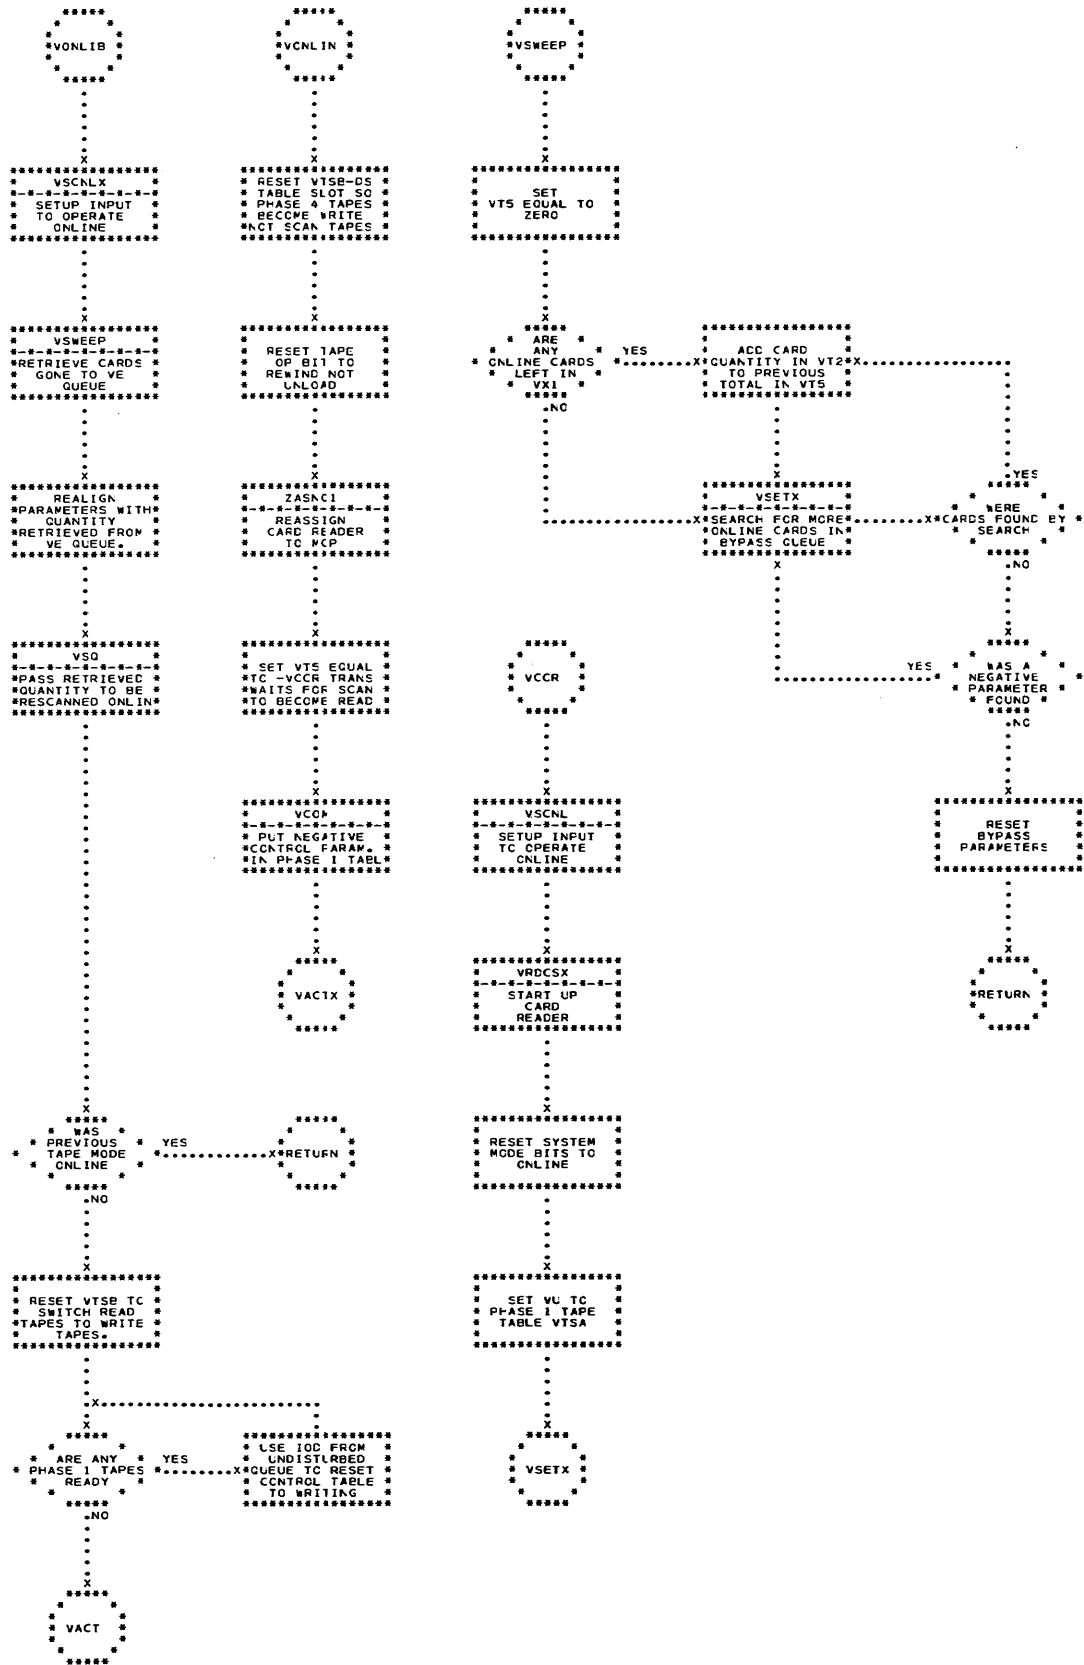 VONLIB
VSCNLX
SETUP INPUT
TO OPERATE
ONLINE
VSWEEP
RETRIEVE CARDS
GONE TO VE
QUEUE
REALIGN
PARAMETERS WITH
QUANTITY
RETRIEVED FROM
VE QUEUE.
VSQ
PASS RETRIEVED
QUANTITY TO BE
RESCANNED ONLIN
WAS
PREVIOUS
TAPE MODE
ONLINE
YES
RETURN
NO
RESET VTSB TO
SWITCH READ
TAPES TO WRITE
TAPES.
ARE ANY
PHASE 1 TAPES
READY
YES
USE IOD FROM
UNDISTURBED
QUEUE TO RESET
CONTROL TABLE
TO WRITING
NO
VACT
VCNLIN
RESET VTSB-DS
TABLE SLOT SO
PHASE 4 TAPES
BECOME WRITE
NOT SCAN TAPES
RESET TAPE
OP BIT TO
REWIND NOT
UNLOAD
ZASNC1
REASSIGN
CARD READER
TO MCP
SET VT5 EQUAL
TO -VCCR TRANS
WAITS FOR SCAN
TO BECOME READ
VCOM
PUT NEGATIVE
CONTROL PARAM.
IN PHASE 1 TABL
VACTX
VSWEEP
SET
VT5 EQUAL TO
ZERO
ARE
ANY
ONLINE CARDS
LEFT IN
VX1
YES
NO
ADD CARD
QUANTITY IN VT2
TO PREVIOUS
TOTAL IN VT5
VSETX
SEARCH FOR MORE
ONLINE CARDS IN
BYPASS QUEUE
YES
WERE
CARDS FOUND BY
SEARCH
NO
YES
WAS A
NEGATIVE
PARAMETER
FOUND
NO
RESET
BYPASS
PARAMETERS
RETURN
VCCR
VSCNL
SETUP INPUT
TO OPERATE
ONLINE
VRDCSX
START UP
CARD
READER
RESET SYSTEM
MODE BITS TO
ONLINE
SET VU TO
PHASE 1 TAPE
TABLE VTSA
VSETX